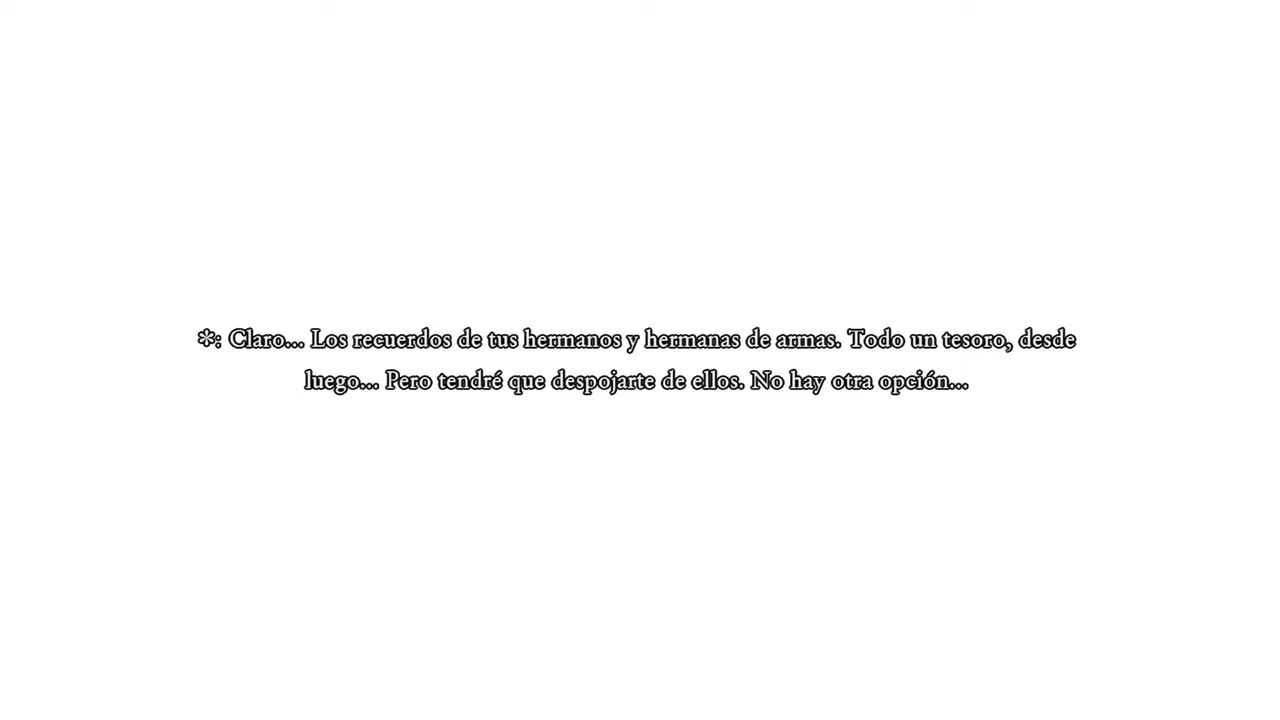 *: Claro... Los recuerdos de tus hermanos y hermanas de armas. Todo un tesoro, desde
luego... Pero tendré que despojarte de ellos. No hay otra opción...